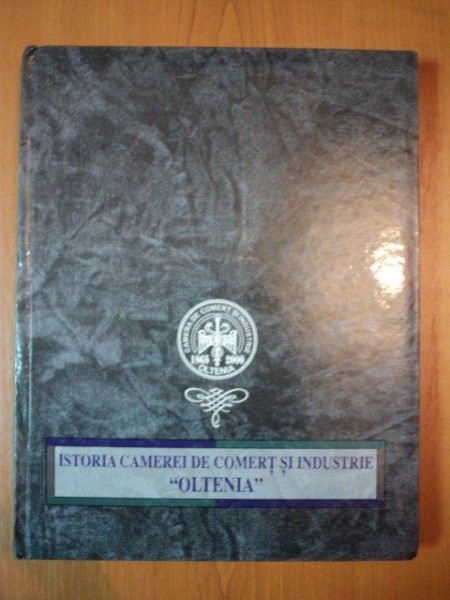 CAMERA DE COMERȚ ȘI INDUSTRIE
1865 2000
OLTENIA
ISTORIA CAMEREI DE COMERȚ ȘI INDUSTRIE
“OLTENIA”